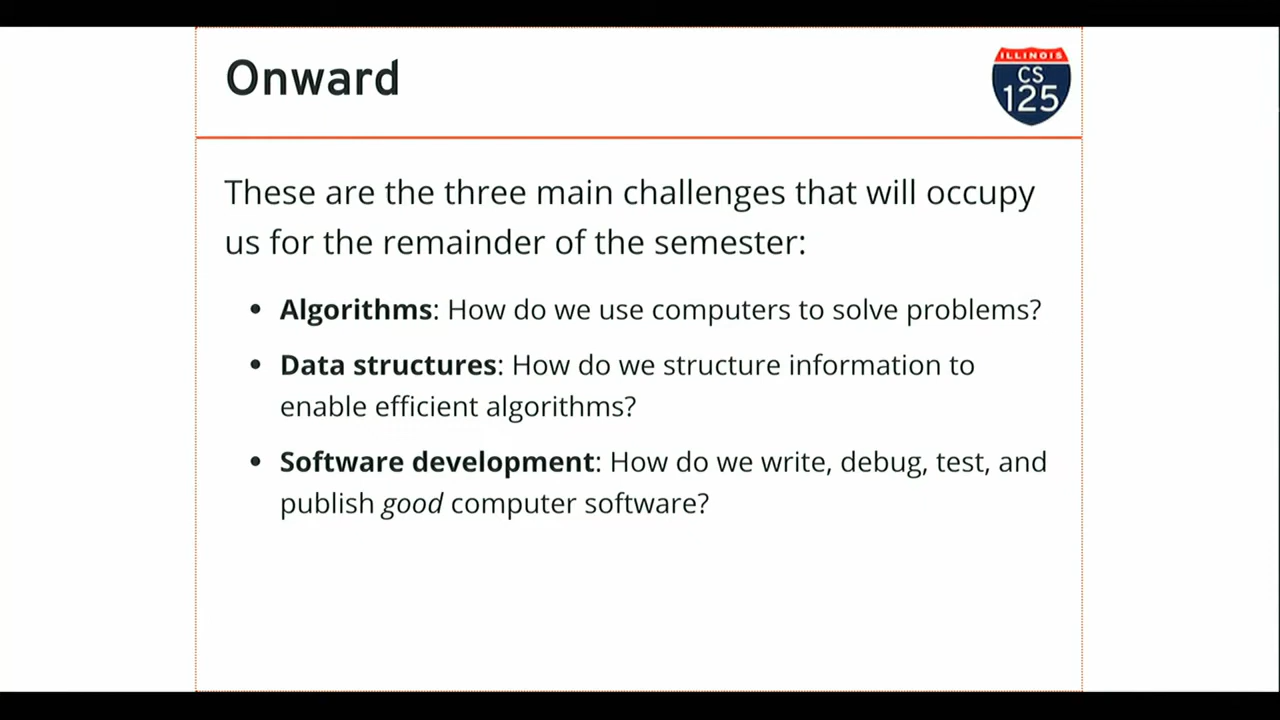 Onward
ILLINOIS
CS
125
These are the three main challenges that will occupy
us for the remainder of the semester:
• Algorithms: How do we use computers to solve problems?
• Data structures: How do we structure information to
enable efficient algorithms?
• Software development: How do we write, debug, test, and
publish good computer software?